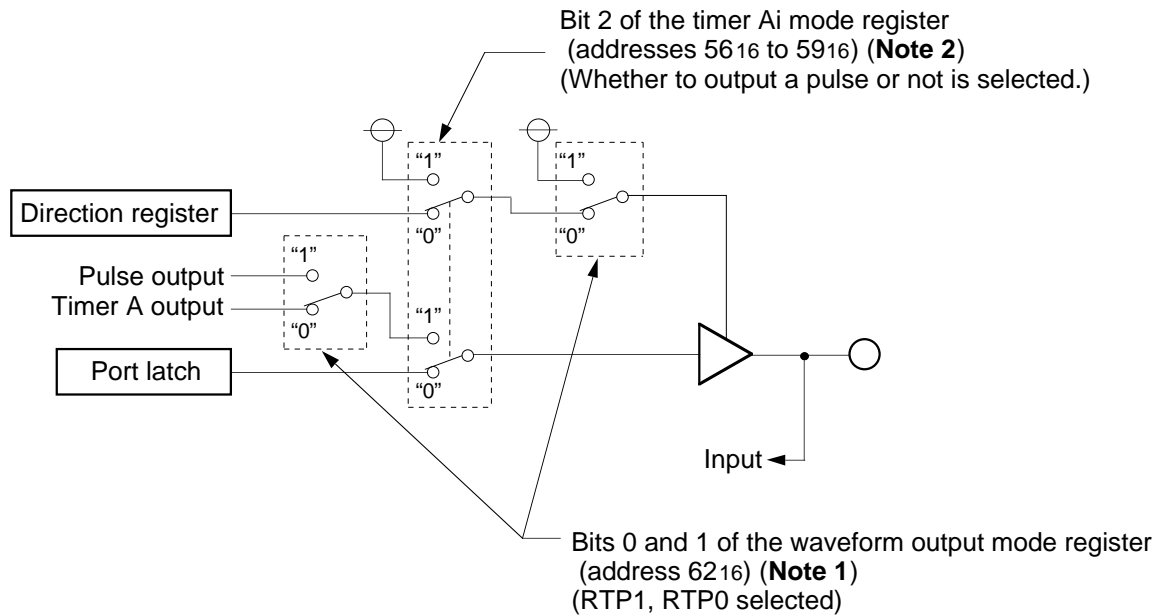 Bit 2 of the timer Ai mode register
(addresses 5616 to 5916) (Note 2)
(Whether to output a pulse or not is selected.)
“1”
“1”
Direction register
“0”
“0”
“1”
Pulse output
Timer A output
“1”
“0”
Port latch
“0”
Input
Bits 0 and 1 of the waveform output mode register
(address 6216) (Note 1)
(RTP1, RTP0 selected)